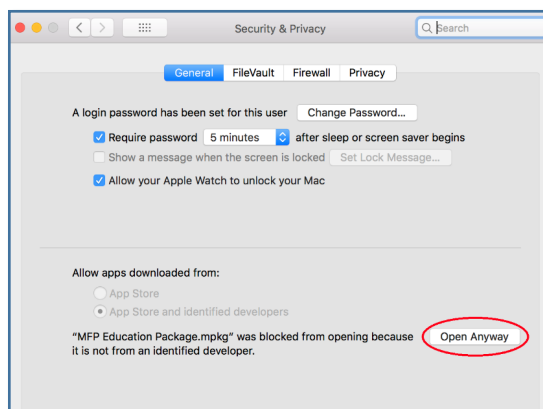 Security & Privacy
Search
General FileVault Firewall Privacy
A login password has been set for this user Change Password...
Require password 5 minutes after sleep or screen saver begins
Show a message when the screen is locked Set Lock Message...
Allow your Apple Watch to unlock your Mac
Allow apps downloaded from:
App Store
App Store and identified developers
“MFP Education Package.mpkg” was blocked from opening because Open Anyway
it is not from an identified developer.